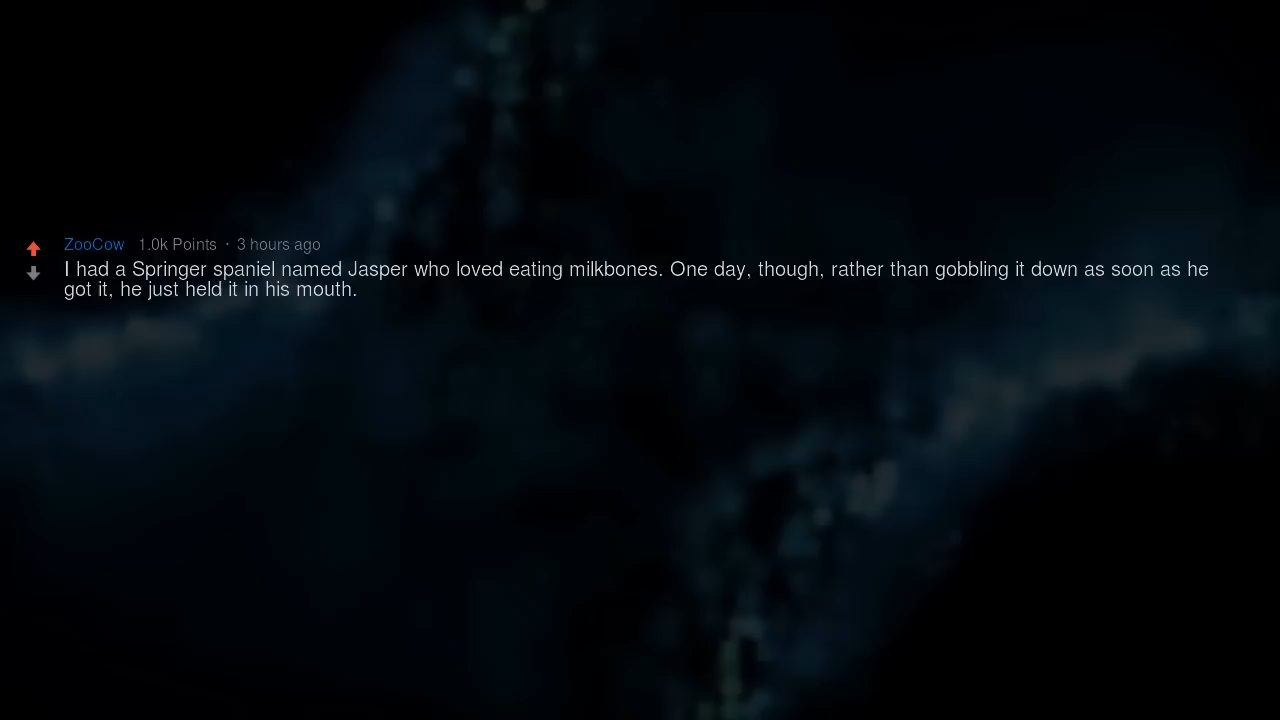 ZooCow 1.0k Points · 3 hours ago
I had a Springer spaniel named Jasper who loved eating milkbones. One day, though, rather than gobbling it down as soon as he
got it, he just held it in his mouth.